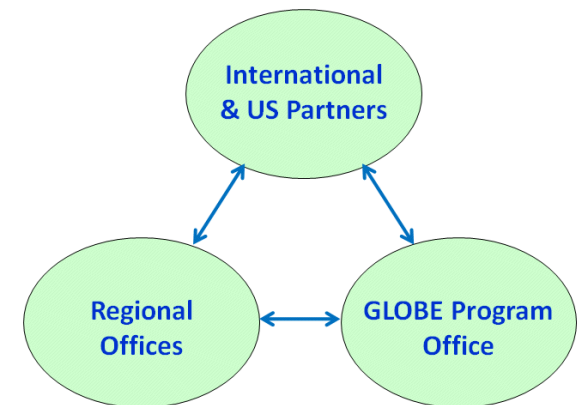 International
& US Partners
Regional
Offices
GLOBE Program
Office